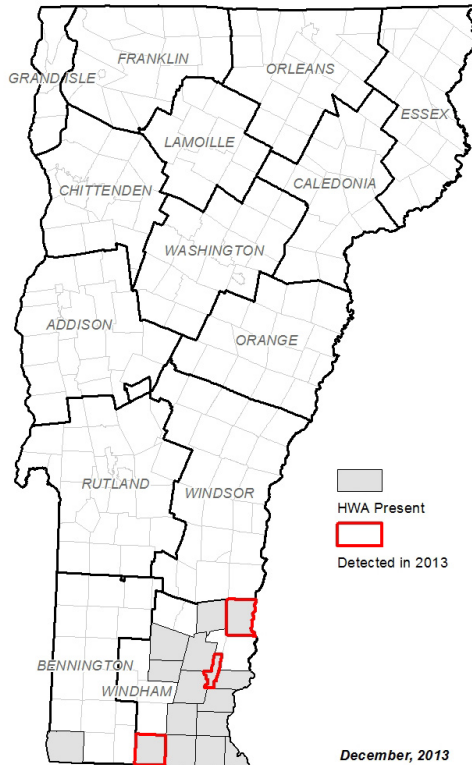 FRANKLIN
ORLEANS
GRAND ISLE
ESSEX
LAMOILLE
CALEDONIA
CHITTENDEN
WASHINGTON
ADDISON
ORANGE
RUTLAND
WINDSOR
HWA Present
Detected in 2013
BENNINGTON
WINDHAM
December, 2013